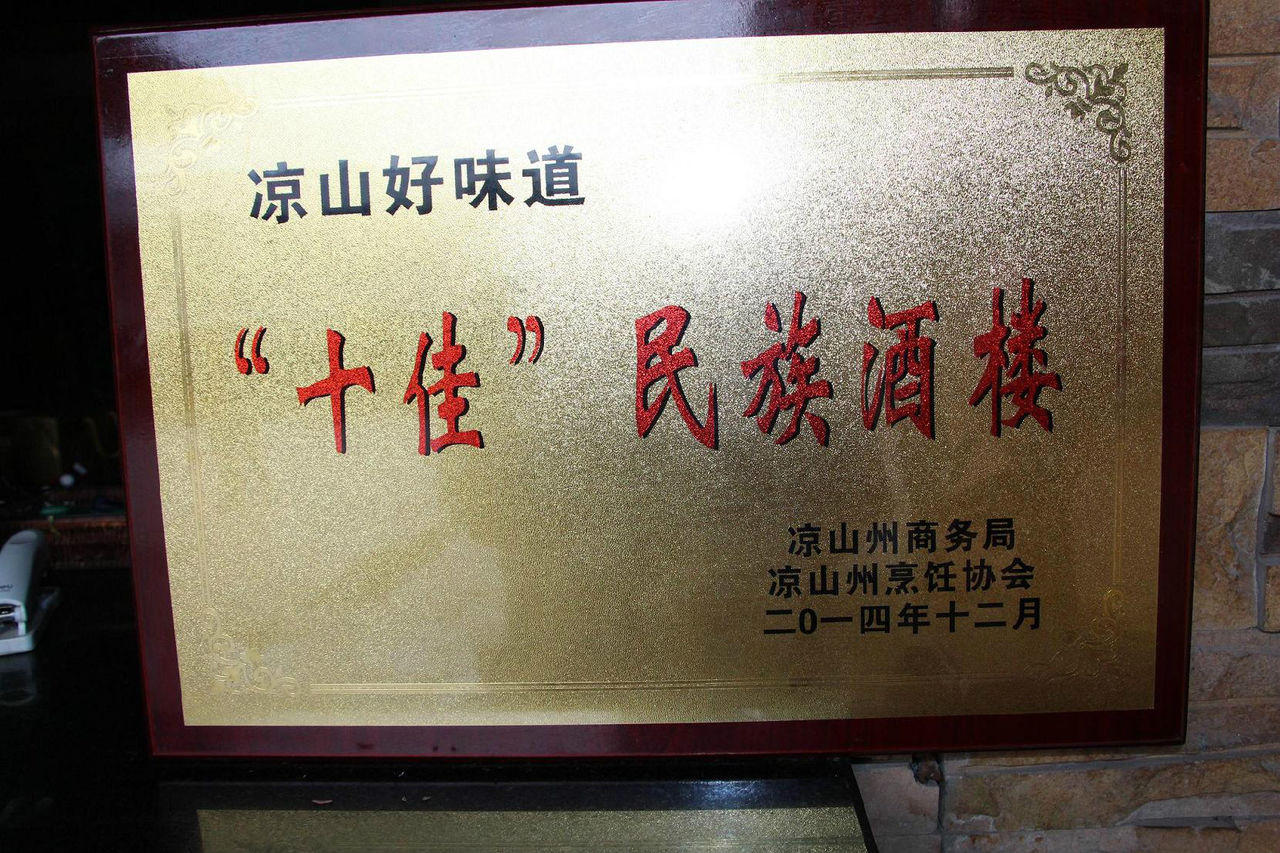 凉山好味道
“十佳”民族酒楼
凉山州商务局
凉山州烹饪协会
二0一四年十二月